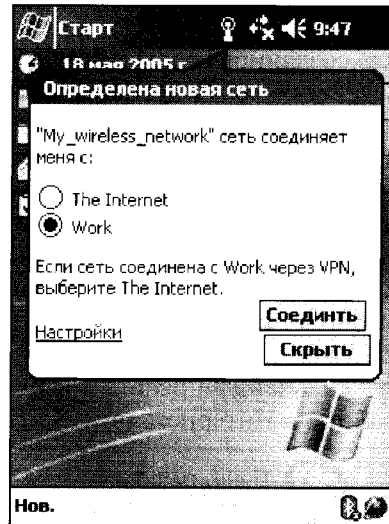 Старт 9:47
18 мая 2005 г.
Определена новая сеть
"My_wireless_network" сеть соединяет
меня с:
The Internet
Work
Если сеть соединена с Work через VPN,
выберите The Internet.
Соединть
Настройки
Скрыть
Нов.